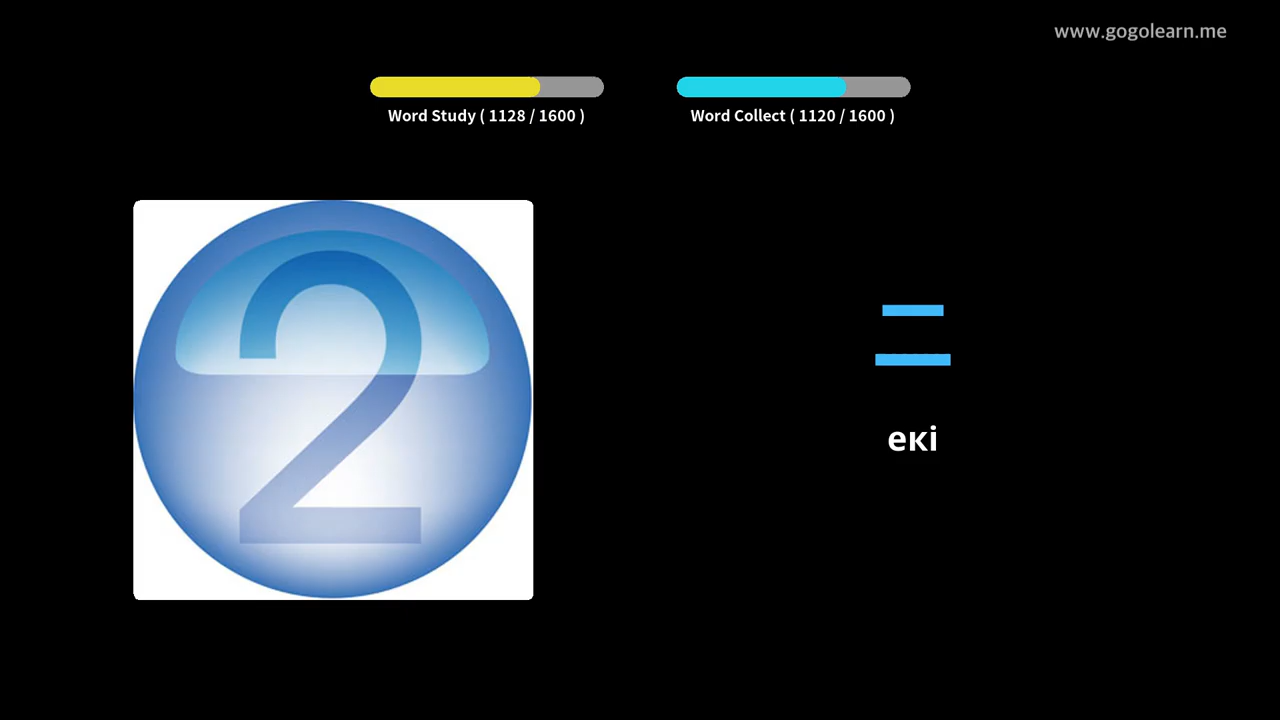 www.gogolearn.me
Word Study ( 1128 / 1600 )
Word Collect ( 1120 / 1600 )
2
二
екі